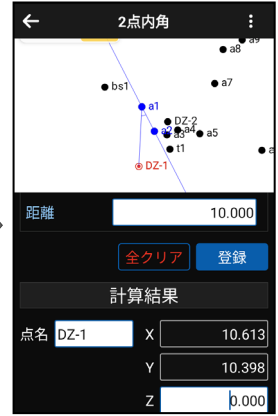 2点内角
a9
a8
bs1
a7
a1
DZ-2
a2
a3
a4
a5
t1
a
DZ-1
距離
10.000
全クリア
登録
計算結果
点名
DZ-1
X
10.613
Y
10.398
Z
0.000